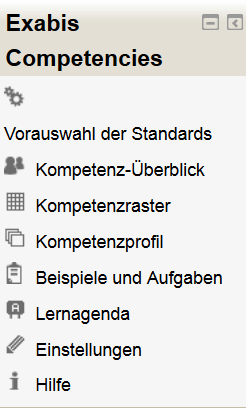 Exabis
Competencies
Vorauswahl der Standards
Kompetenz-Überblick
Kompetenzraster
Kompetenzprofil
Beispiele und Aufgaben
Lernagenda
Einstellungen
Hilfe